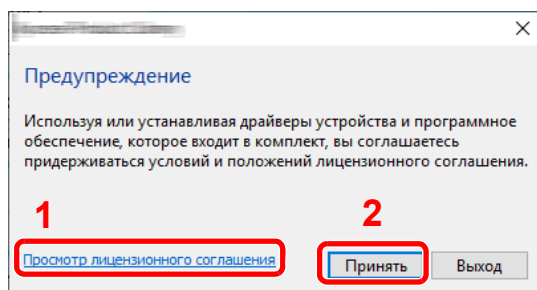 Предупреждение
Используя или устанавливая драйверы устройства и программное
обеспечение, которое входит в комплект, вы соглашаетесь
придерживаться условий и положений лицензионного соглашения.
1
2
Просмотр лицензионного соглашения
Принять
Выход